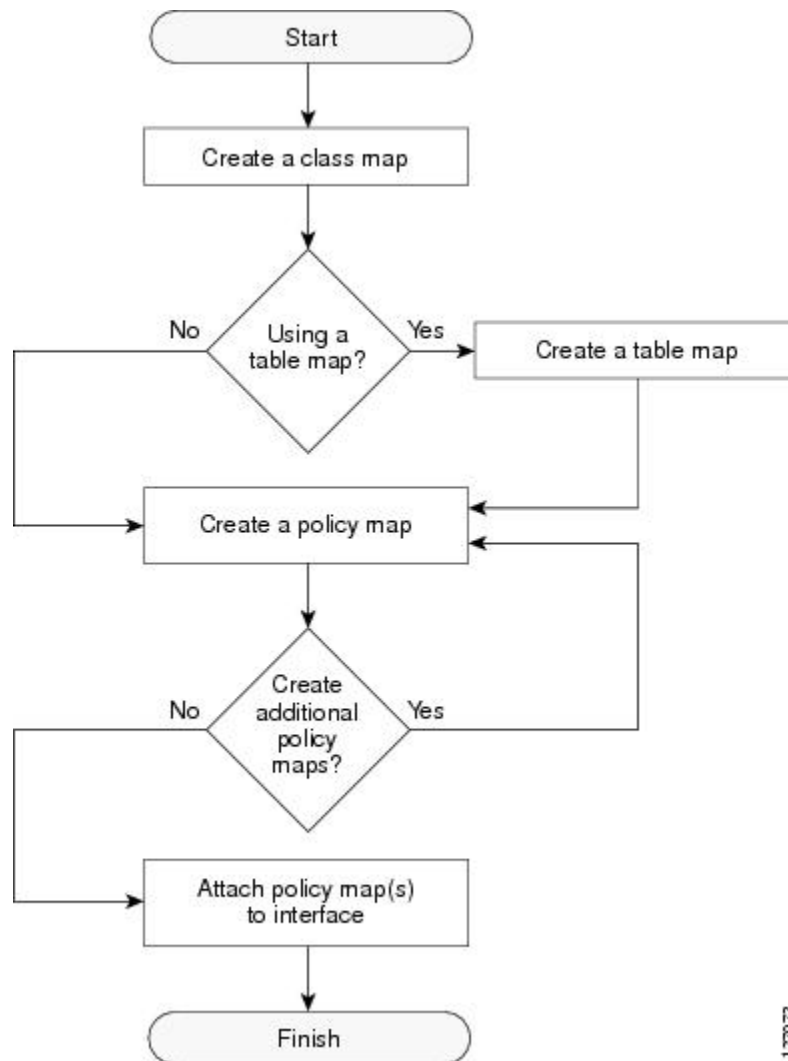 Start
Create a class map
No
Using a
table map?
Yes
Create a table map
Create a policy map
No
Create
additional
policy
maps?
Yes
Attach policy map(s)
to interface
Finish